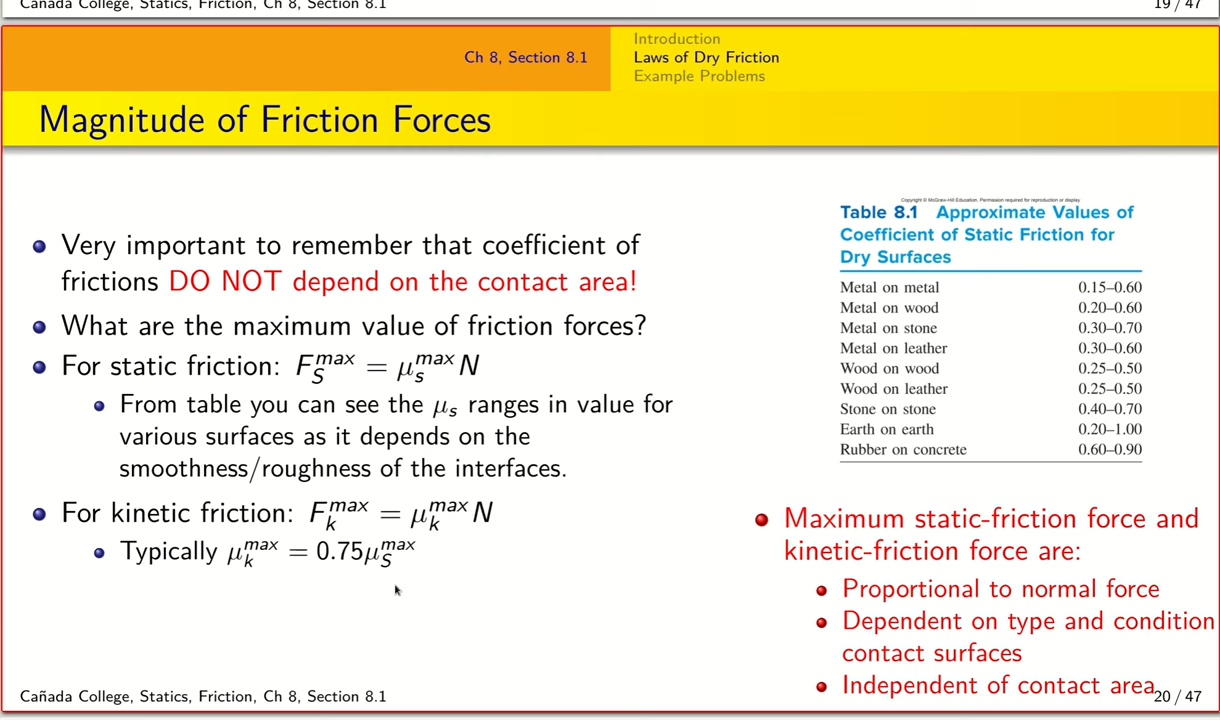 Cañada College, Statics, Friction, Ch 8, Section 8.1
19 / 47
Ch 8, Section 8.1
Introduction
Laws of Dry Friction
Example Problems
Magnitude of Friction Forces
Very important to remember that coefficient of
frictions DO NOT depend on the contact area!
What are the maximum value of friction forces?
For static friction: F_S^{max} = μ_s^{max} N
From table you can see the μ_s ranges in value for
various surfaces as it depends on the
smoothness/roughness of the interfaces.
For kinetic friction: F_k^{max} = μ_k^{max} N
Typically μ_k^{max} = 0.75μ_S^{max}
Copyright © McGraw-Hill Education. Permission required for reproduction or display
Table 8.1 Approximate Values of
Coefficient of Static Friction for
Dry Surfaces
Metal on metal 0.15–0.60
Metal on wood 0.20–0.60
Metal on stone 0.30–0.70
Metal on leather 0.30–0.60
Wood on wood 0.25–0.50
Wood on leather 0.25–0.50
Stone on stone 0.40–0.70
Earth on earth 0.20–1.00
Rubber on concrete 0.60–0.90
Maximum static-friction force and
kinetic-friction force are:
Proportional to normal force
Dependent on type and condition
contact surfaces
Independent of contact area
Cañada College, Statics, Friction, Ch 8, Section 8.1
20 / 47